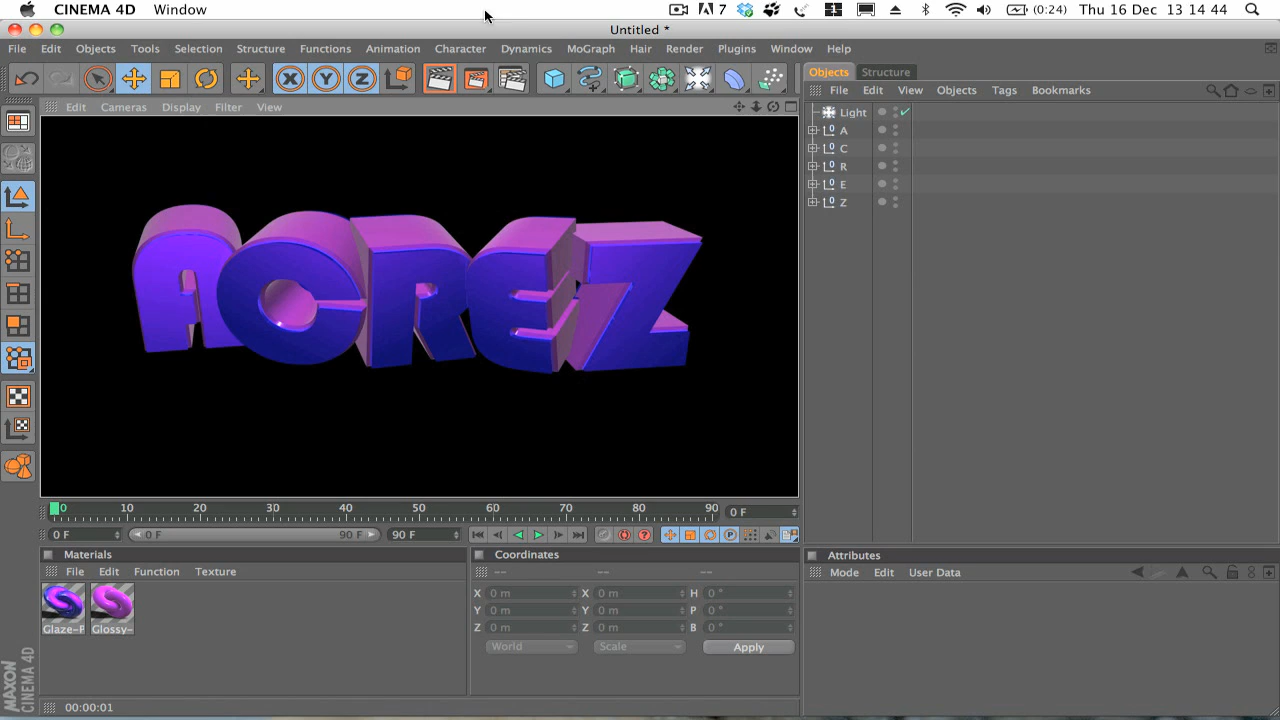 CINEMA 4D Window 7 (0:24) Thu 16 Dec 13 14 44
Untitled *
File Edit Objects Tools Selection Structure Functions Animation Character Dynamics MoGraph Hair Render Plugins Window Help
X Y Z
Objects Structure
File Edit View Objects Tags Bookmarks
Edit Cameras Display Filter View
Light
A
C
R
E
Z
ACREZ
0 10 20 30 40 50 60 70 80 90 0 F
0 F 0 F 90 F 90 F
Materials
File Edit Function Texture
Glaze-P Glossy-
Coordinates
-- -- --
X 0 m X 0 m H 0 °
Y 0 m Y 0 m P 0 °
Z 0 m Z 0 m B 0 °
World Scale Apply
Attributes
Mode Edit User Data
MAXON
CINEMA 4D
00:00:01